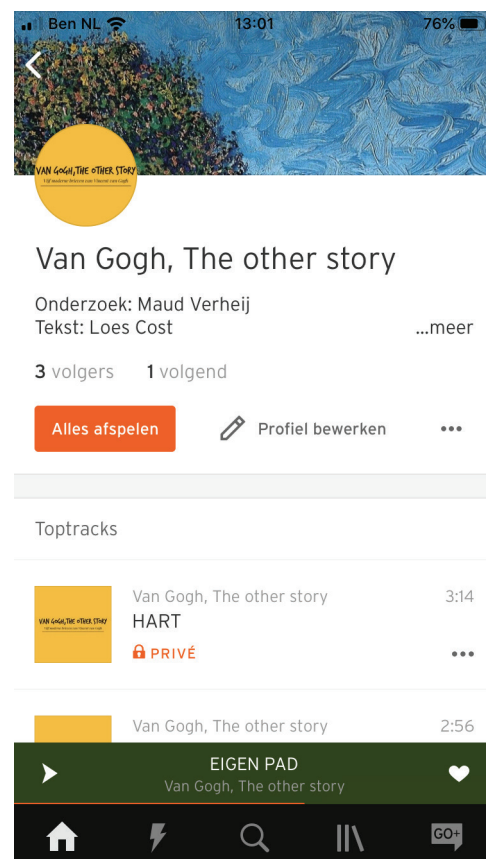 Ben NL
13:01
76%
VAN GOGH, THE OTHER STORY
Van Gogh, The other story
Onderzoek: Maud Verheij
Tekst: Loes Cost
...meer
3 volgers 1 volgend
Alles afspelen
Profiel bewerken
Toptracks
Van Gogh, The other story 3:14
HART
PRIVÉ
VAN GOGH, THE OTHER STORY
Van Gogh, The other story 2:56
EIGEN PAD
Van Gogh, The other story
GO+